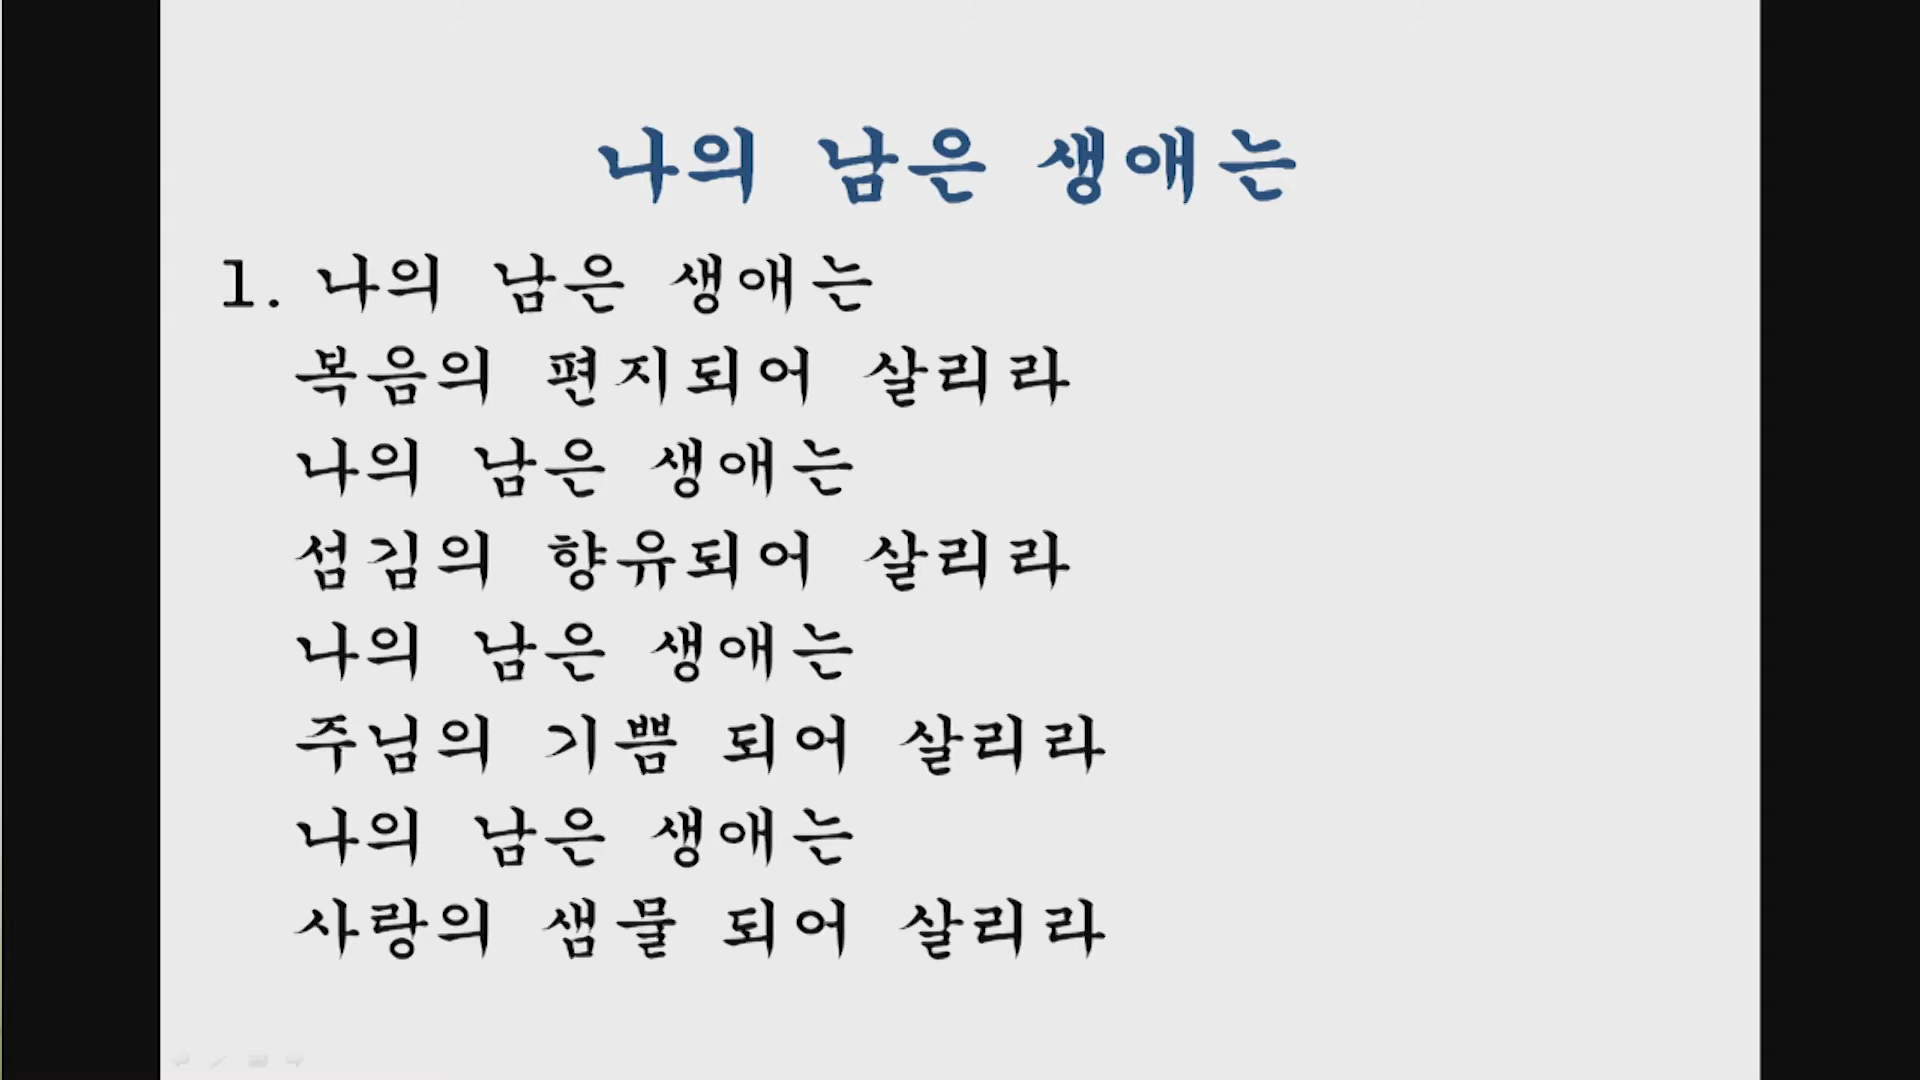 나의 남은 생애는
1. 나의 남은 생애는
복음의 편지되어 살리라
나의 남은 생애는
섬김의 향유되어 살리라
나의 남은 생애는
주님의 기쁨 되어 살리라
나의 남은 생애는
사랑의 샘물 되어 살리라